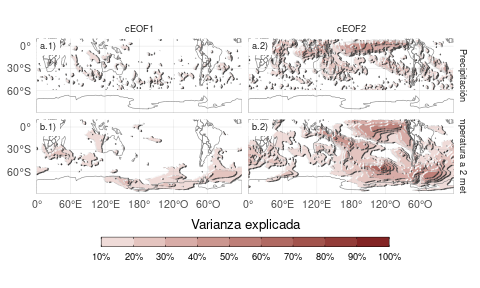 cEOF1
cEOF2
a.1)
a.2)
0°
30°S
60°S
Precipitación
b.1)
b.2)
0°
30°S
60°S
mperatura a 2 met
0°
60°E
120°E
180°
120°O
60°O
0°
60°E
120°E
180°
120°O
60°O
Varianza explicada
10%
20%
30%
40%
50%
60%
70%
80%
90%
100%